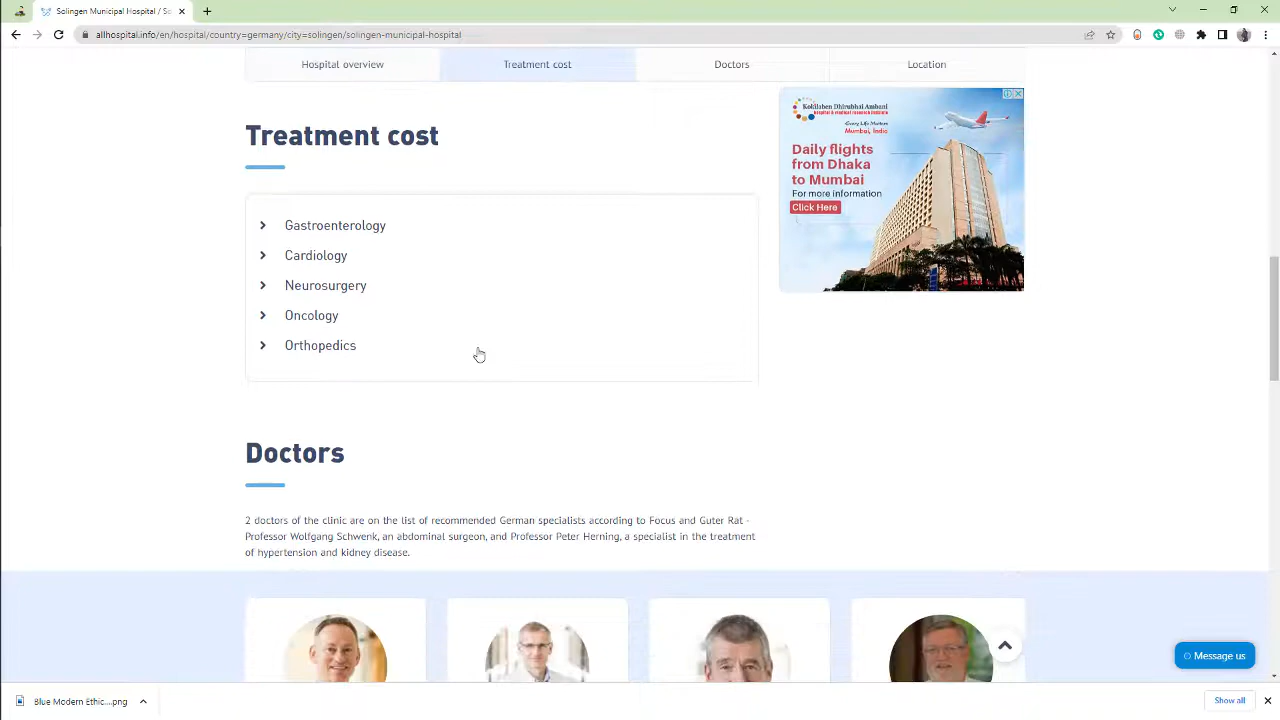 Solingen Municipal Hospital / So
allhospital.info/en/hospital/country=germany/city=solingen/solingen-municipal-hospital
Hospital overview
Treatment cost
Doctors
Location
Treatment cost
Gastroenterology
Cardiology
Neurosurgery
Oncology
Orthopedics
Kokilaben Dhirubhai Ambani
Mumbai, India
Daily flights
from Dhaka
to Mumbai
For more information
Click Here
Doctors
2 doctors of the clinic are on the list of recommended German specialists according to Focus and Guter Rat -
Professor Wolfgang Schwenk, an abdominal surgeon, and Professor Peter Herning, a specialist in the treatment
of hypertension and kidney disease.
Message us
Blue Modern Ethic....png
Show all